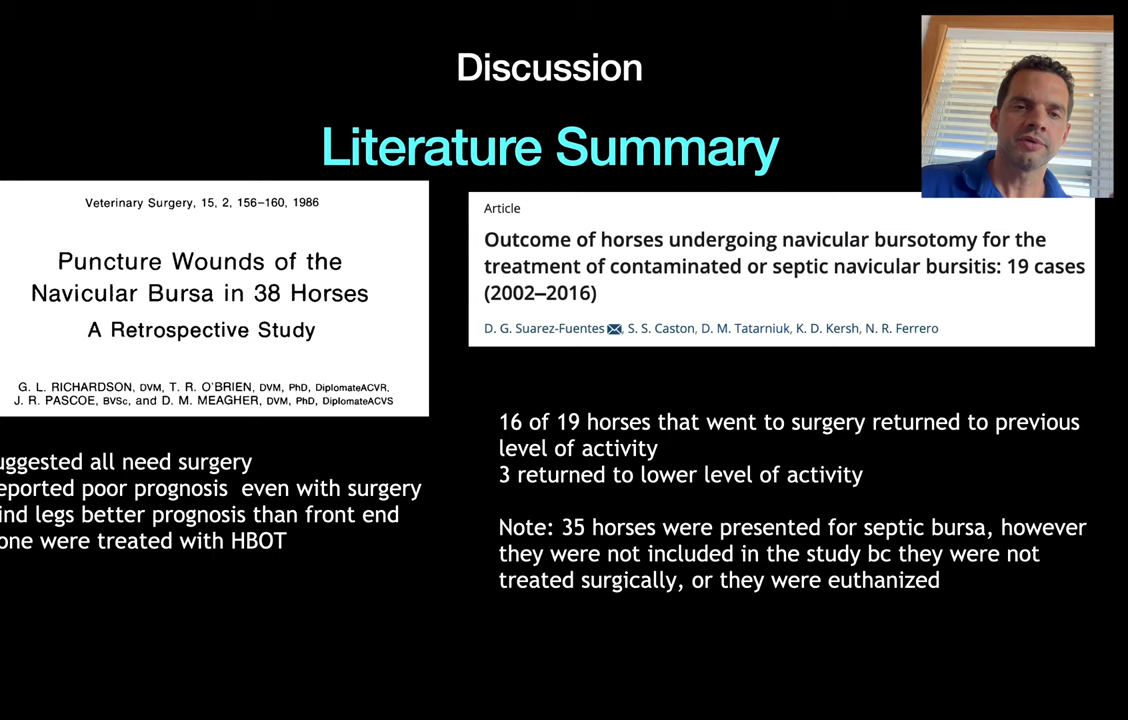 Discussion
Literature Summary
Veterinary Surgery, 15, 2, 156–160, 1986
Puncture Wounds of the
Navicular Bursa in 38 Horses
A Retrospective Study
G. L. RICHARDSON, DVM, T. R. O'BRIEN, DVM, PhD, DiplomateACVR,
J. R. PASCOE, BVSc, and D. M. MEAGHER, DVM, PhD, DiplomateACVS
uggested all need surgery
eported poor prognosis even with surgery
ind legs better prognosis than front end
one were treated with HBOT
Article
Outcome of horses undergoing navicular bursotomy for the
treatment of contaminated or septic navicular bursitis: 19 cases
(2002–2016)
D. G. Suarez-Fuentes, S. S. Caston, D. M. Tatarniuk, K. D. Kersh, N. R. Ferrero
16 of 19 horses that went to surgery returned to previous
level of activity
3 returned to lower level of activity
Note: 35 horses were presented for septic bursa, however
they were not included in the study bc they were not
treated surgically, or they were euthanized